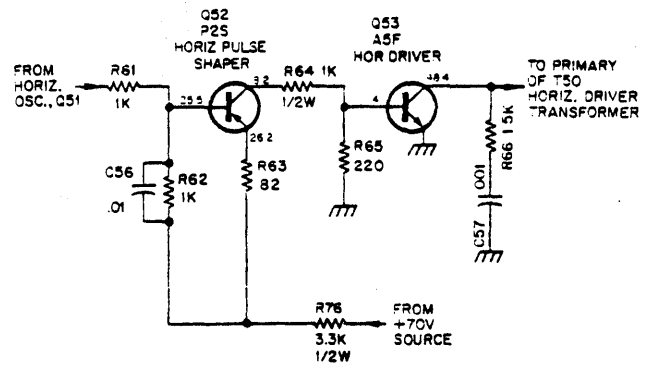 Q52
P2S
HORIZ PULSE
SHAPER
Q53
A5F
HOR DRIVER
FROM
HORIZ.
OSC., Q51
R61
1K
25.5
9.2
26.2
R64 1K
1/2W
.4
48.4
TO PRIMARY
OF T50
HORIZ. DRIVER
TRANSFORMER
C56
.01
R62
1K
R63
82
R65
220
R66 1.5K
.001
C57
R76
3.3K
1/2W
FROM
+70V
SOURCE